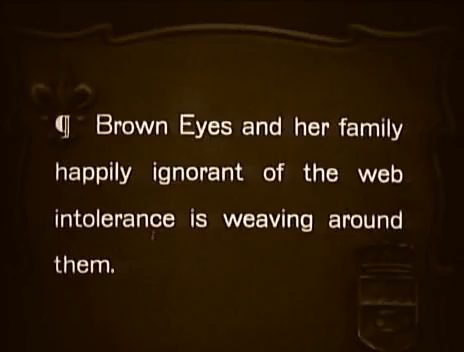 ¶ Brown Eyes and her family
happily ignorant of the web
intolerance is weaving around
them.